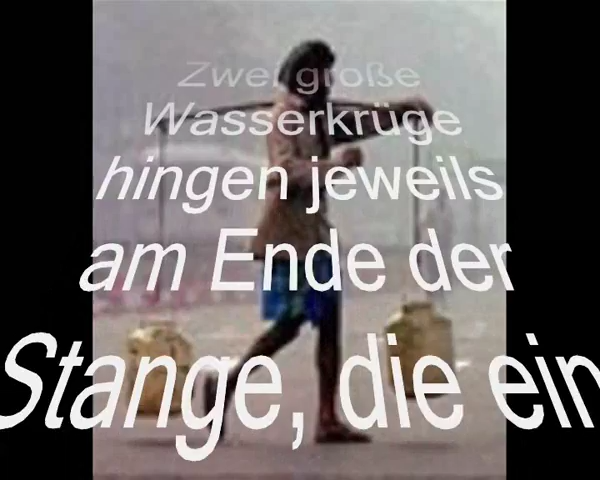 Zwei große
Wasserkrüge
hingen jeweils
am Ende der
Stange, die ein